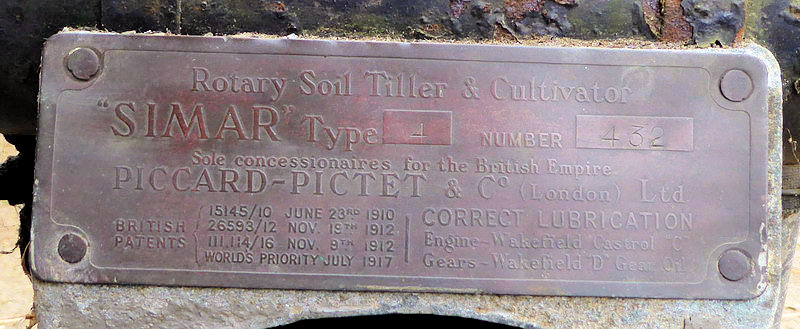 Rotary Soil Tiller & Cultivator
"SIMAR" Type 4 NUMBER 432
Sole concessionaires for the British Empire
PICCARD-PICTET & Co (London) Ltd
BRITISH PATENTS
15145/10 JUNE 23RD 1910
26593/12 NOV. 19TH 1912
111,114/16 NOV. 9TH 1912
WORLD'S PRIORITY JULY 1917
CORRECT LUBRICATION
Engine-Wakefield Castrol "C"
Gears-Wakefield "D" Gear Oil